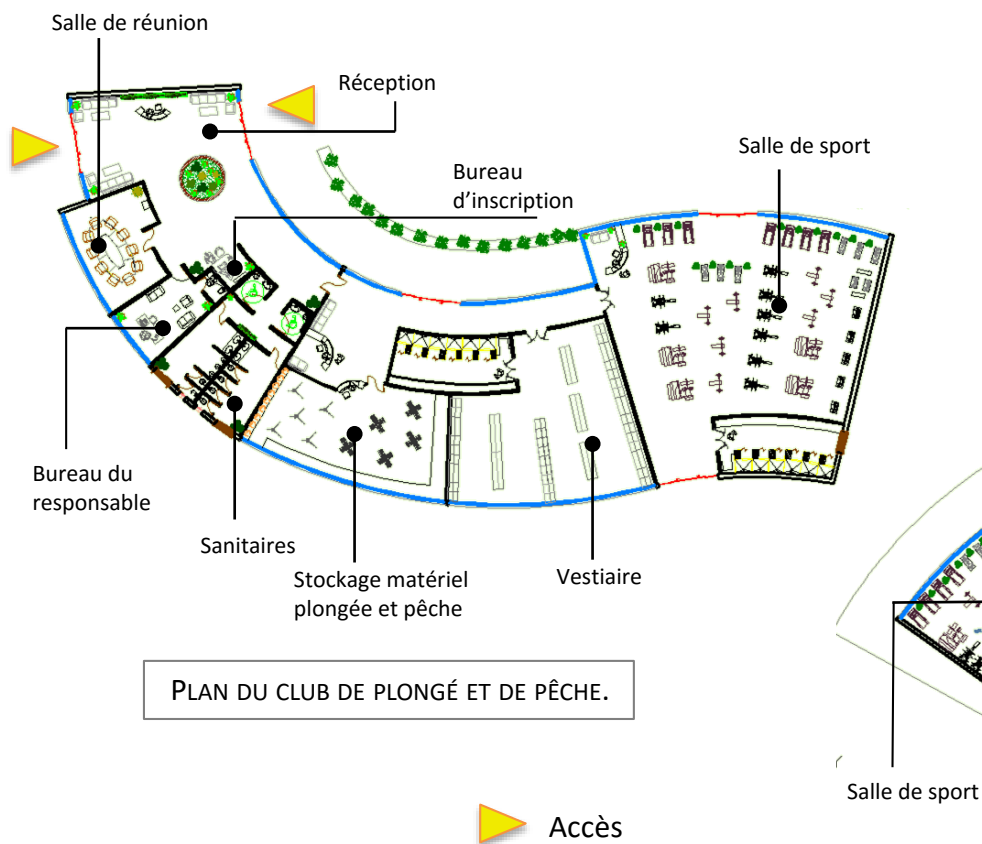 Salle de réunion
Réception
Salle de sport
Bureau
d'inscription
Bureau du
responsable
Sanitaires
Stockage matériel
plongée et pêche
Vestiaire
PLAN DU CLUB DE PLONGÉ ET DE PÊCHE.
Salle de sport
Accès